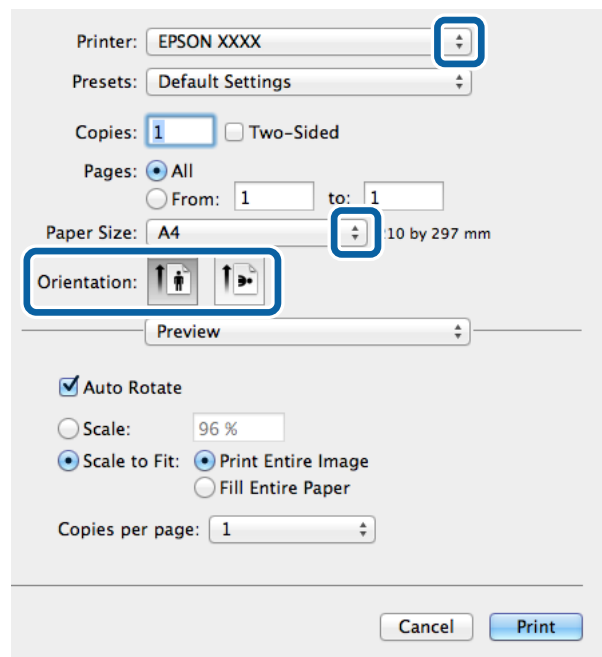 Printer: EPSON XXXX
Presets: Default Settings
Copies: 1 Two-Sided
Pages: All
From: 1 to: 1
Paper Size: A4 10 by 297 mm
Orientation:
Preview
Auto Rotate
Scale: 96 %
Scale to Fit: Print Entire Image
Fill Entire Paper
Copies per page: 1
Cancel Print